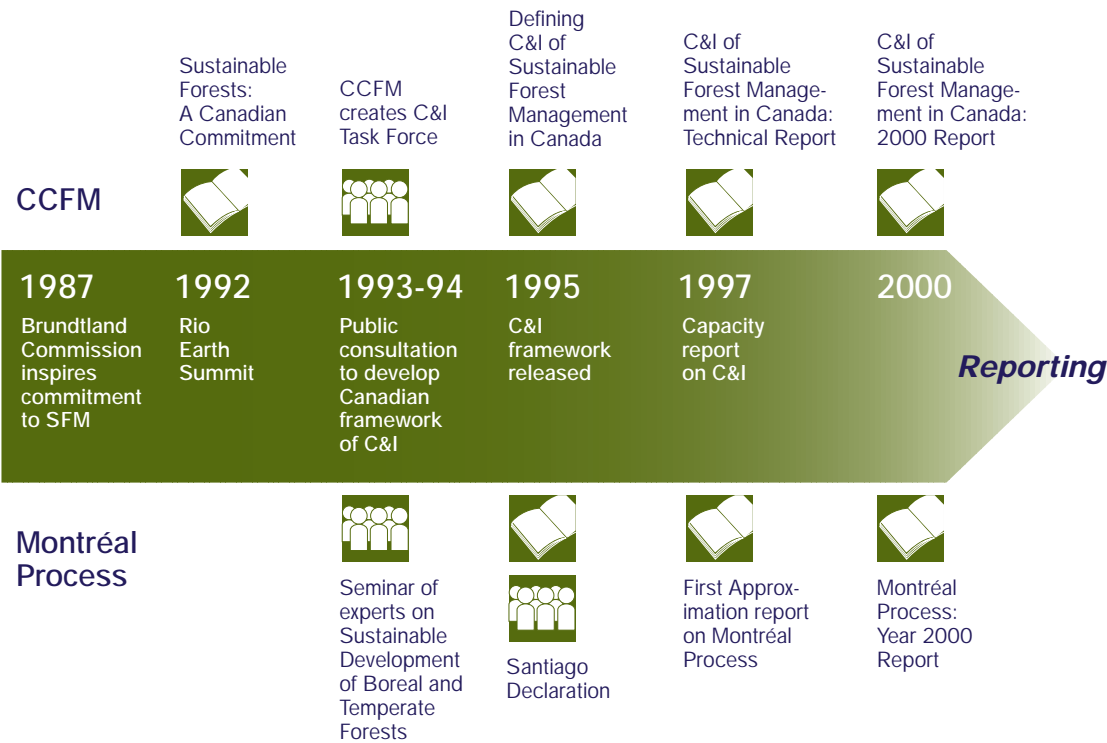 Sustainable
Forests:
A Canadian
Commitment
CCFM
creates C&I
Task Force
Defining
C&I of
Sustainable
Forest
Management
in Canada
C&I of
Sustainable
Forest Manage-
ment in Canada:
Technical Report
C&I of
Sustainable
Forest Manage-
ment in Canada:
2000 Report
CCFM
1987
Brundtland
Commission
inspires
commitment
to SFM
1992
Rio
Earth
Summit
1993-94
Public
consultation
to develop
Canadian
framework
of C&I
1995
C&I
framework
released
1997
Capacity
report
on C&I
2000
Reporting
Montréal
Process
Seminar of
experts on
Sustainable
Development
of Boreal and
Temperate
Forests
Santiago
Declaration
First Approx-
imation report
on Montréal
Process
Montréal
Process:
Year 2000
Report